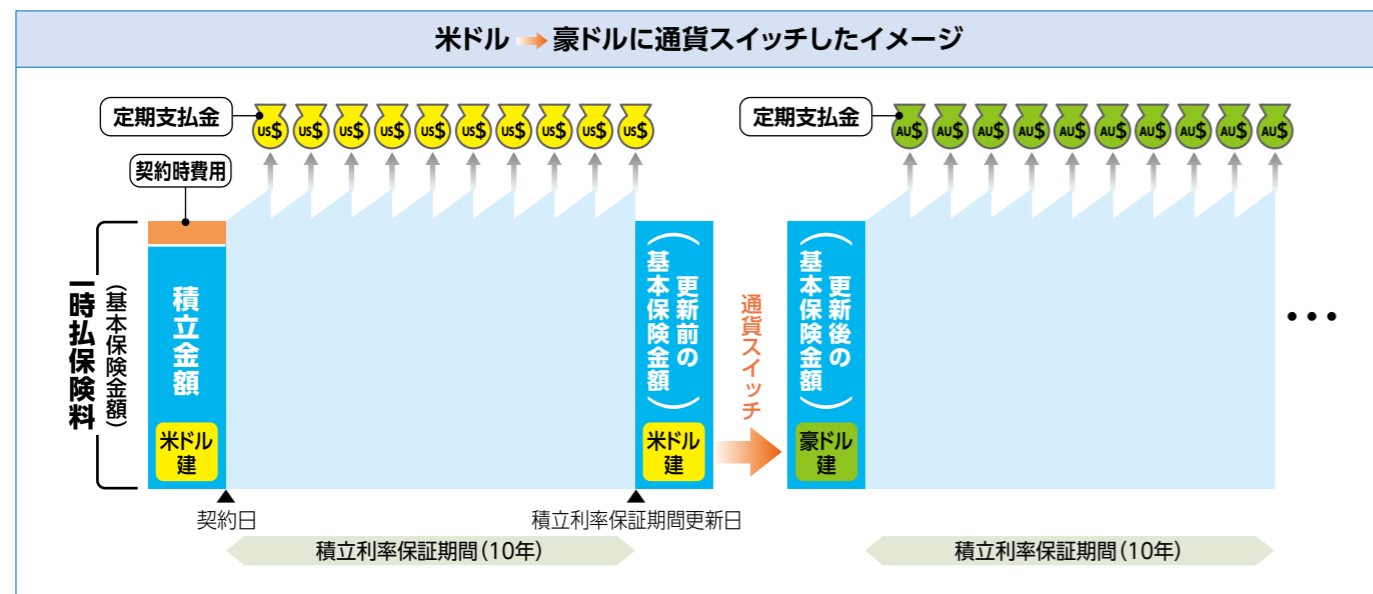 米ドル→豪ドルに通貨スイッチしたイメージ
定期支払金
US$ US$ US$ US$ US$ US$ US$ US$ US$ US$
契約時費用
一時払保険料
(基本保険金額)
積立金額
米ドル
建
契約日
積立利率保証期間(10年)
(更新前の
基本保険金額)
米ドル
建
積立利率保証期間更新日
通貨スイッチ
定期支払金
AU$ AU$ AU$ AU$ AU$ AU$ AU$ AU$ AU$ AU$
(更新後の
基本保険金額)
豪ドル
建
積立利率保証期間(10年)
•••